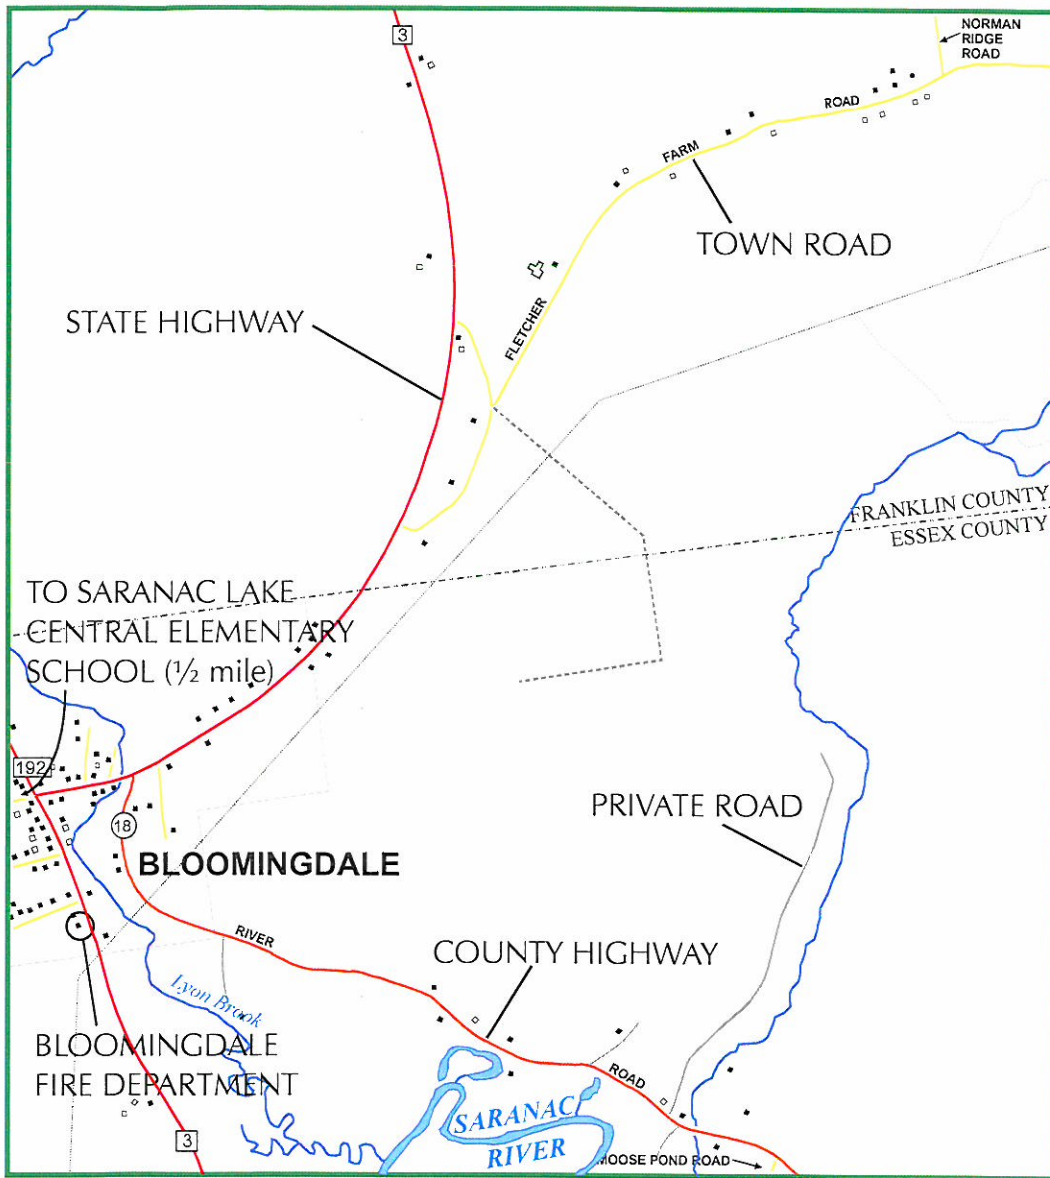 3
NORMAN
RIDGE
ROAD
ROAD
FARM
TOWN ROAD
FLETCHER
STATE HIGHWAY
FRANKLIN COUNTY
ESSEX COUNTY
TO SARANAC LAKE
CENTRAL ELEMENTARY
SCHOOL (½ mile)
192
PRIVATE ROAD
18
BLOOMINGDALE
RIVER
COUNTY HIGHWAY
Lyon Brook
BLOOMINGDALE
FIRE DEPARTMENT
ROAD
SARANAC
RIVER
3
MOOSE POND ROAD